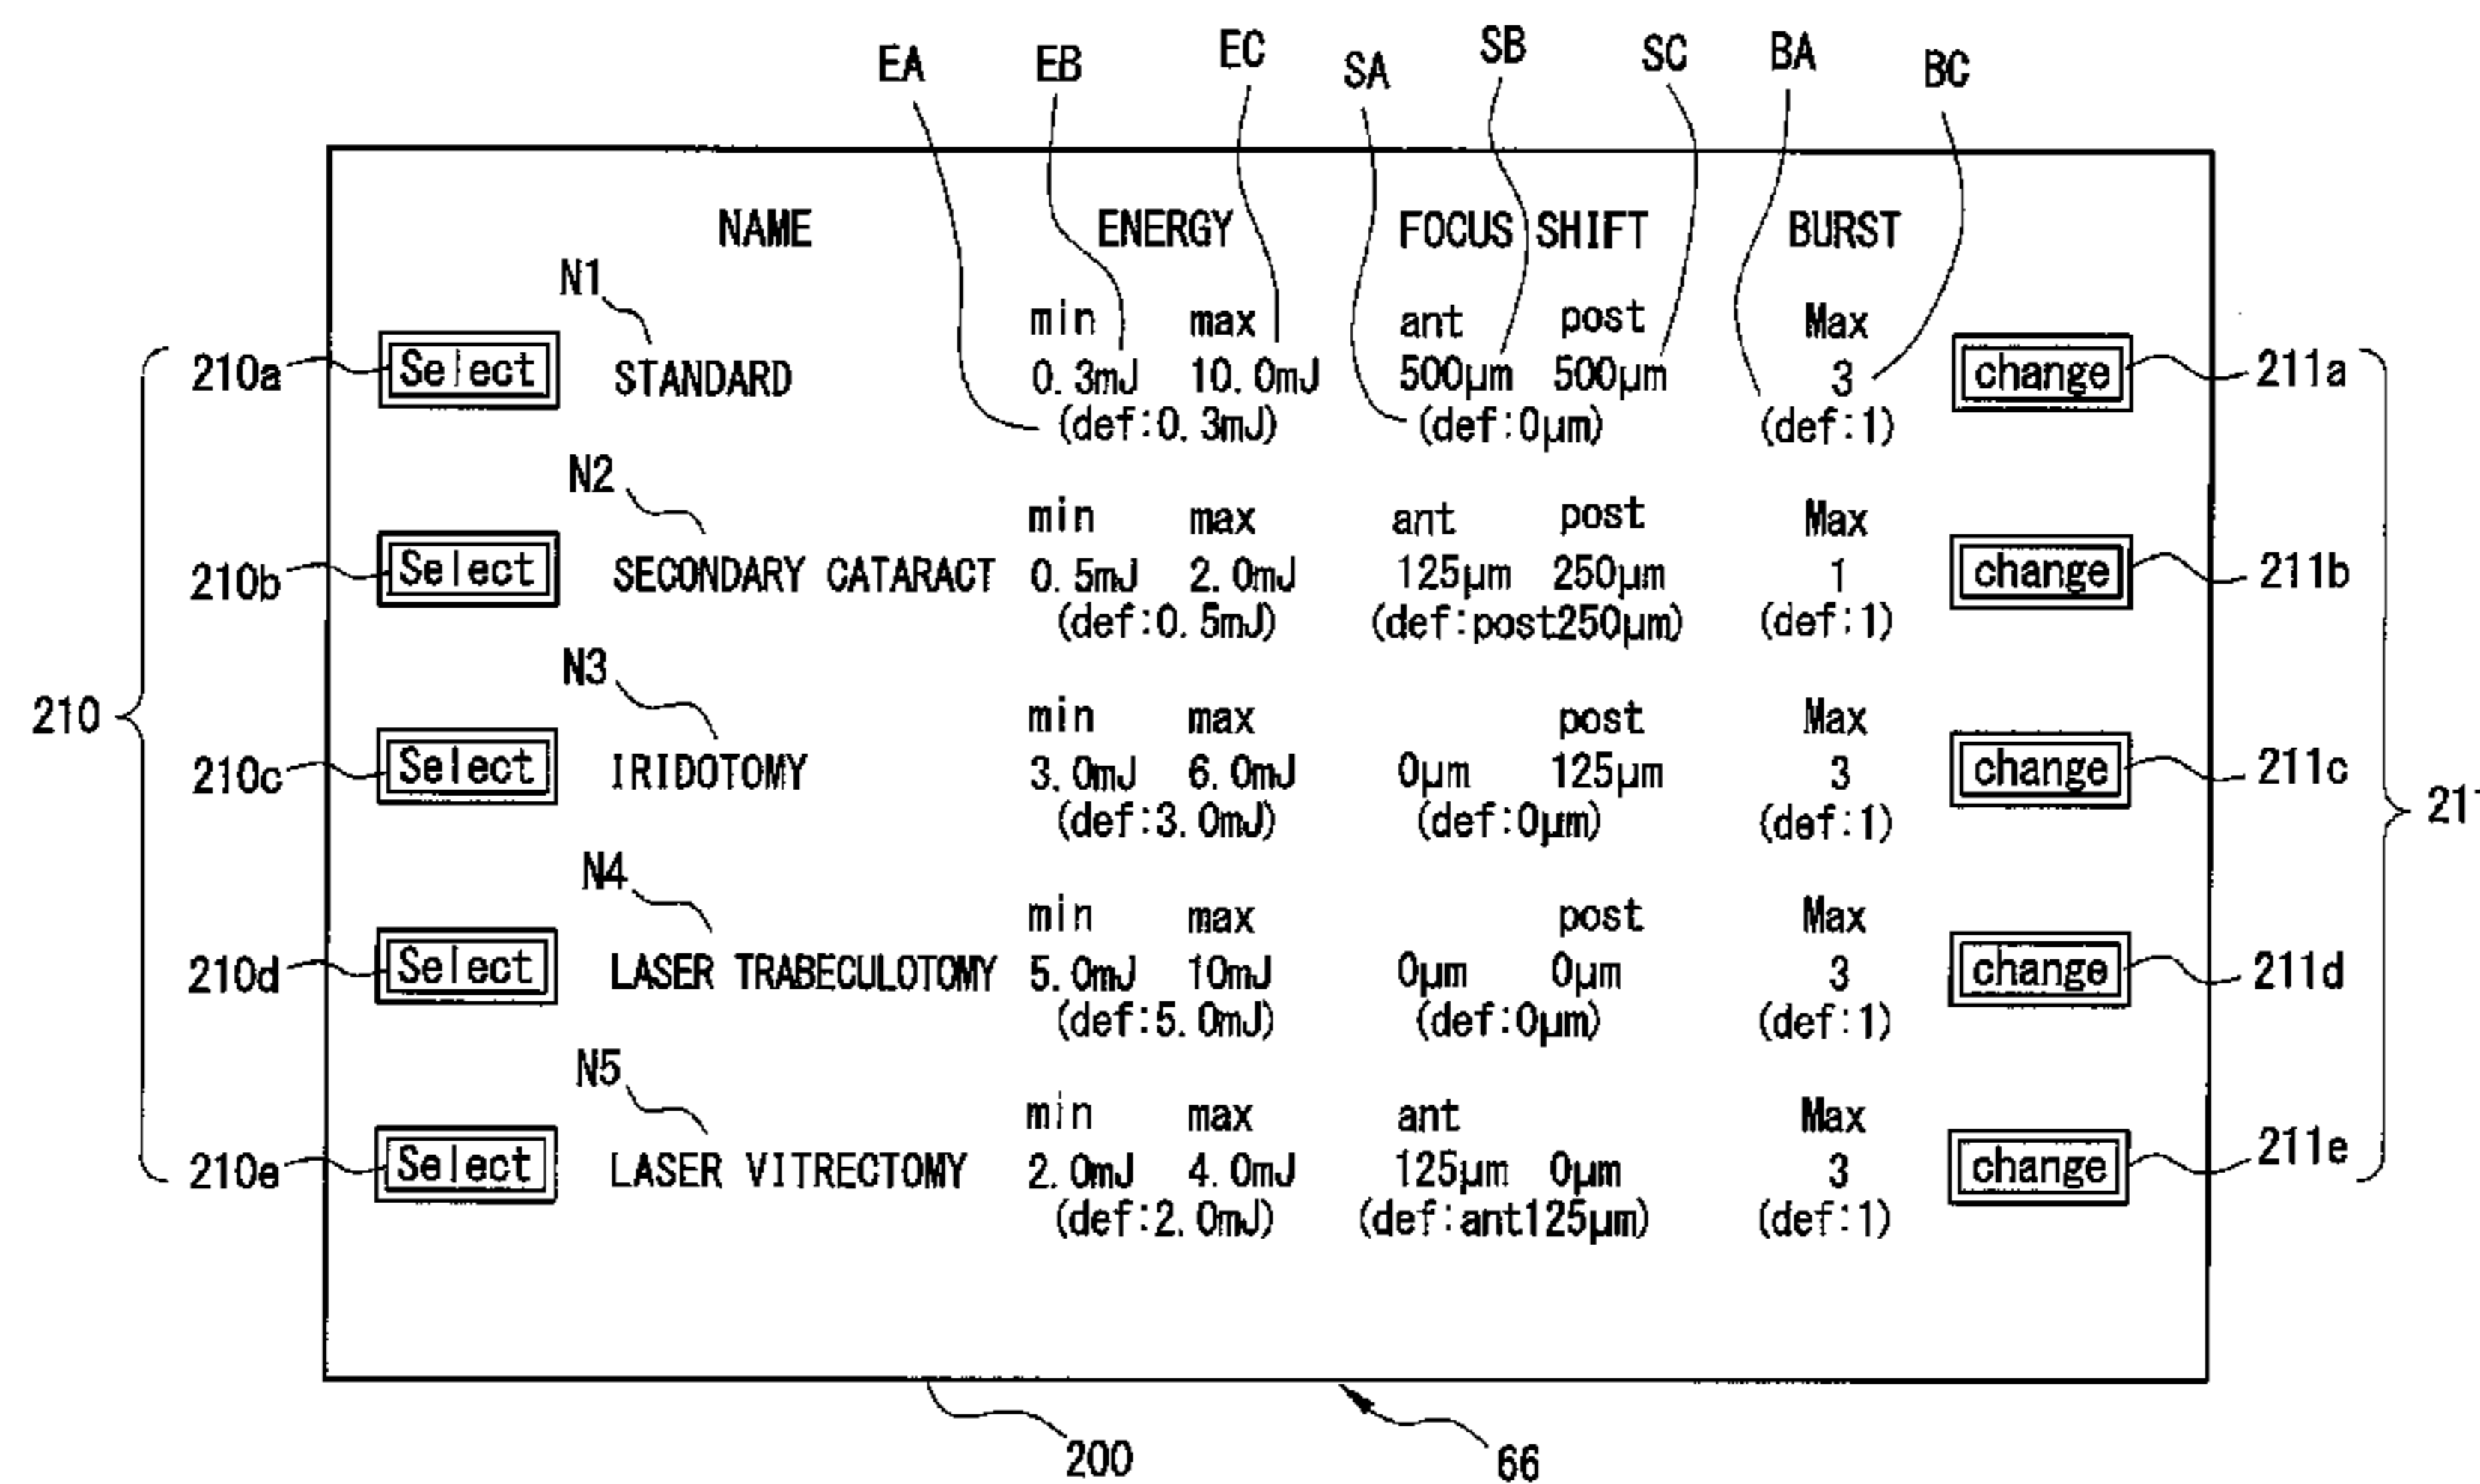 EA EB EC SA SB SC BA BC
NAME ENERGY FOCUS SHIFT BURST
N1
min max ant post Max
210a Select STANDARD 0.3mJ 10.0mJ 500μm 500μm 3 change 211a
(def:0.3mJ) (def:0μm) (def:1)
N2
min max ant post Max
210b Select SECONDARY CATARACT 0.5mJ 2.0mJ 125μm 250μm 1 change 211b
(def:0.5mJ) (def:post250μm) (def:1)
N3
210 min max post Max
210c Select IRIDOTOMY 3.0mJ 6.0mJ 0μm 125μm 3 change 211c
(def:3.0mJ) (def:0μm) (def:1)
N4
min max post Max
210d Select LASER TRABECULOTOMY 5.0mJ 10mJ 0μm 0μm 3 change 211d
(def:5.0mJ) (def:0μm) (def:1)
N5
min max ant Max
210e Select LASER VITRECTOMY 2.0mJ 4.0mJ 125μm 0μm 3 change 211e
(def:2.0mJ) (def:ant125μm) (def:1)
200 66